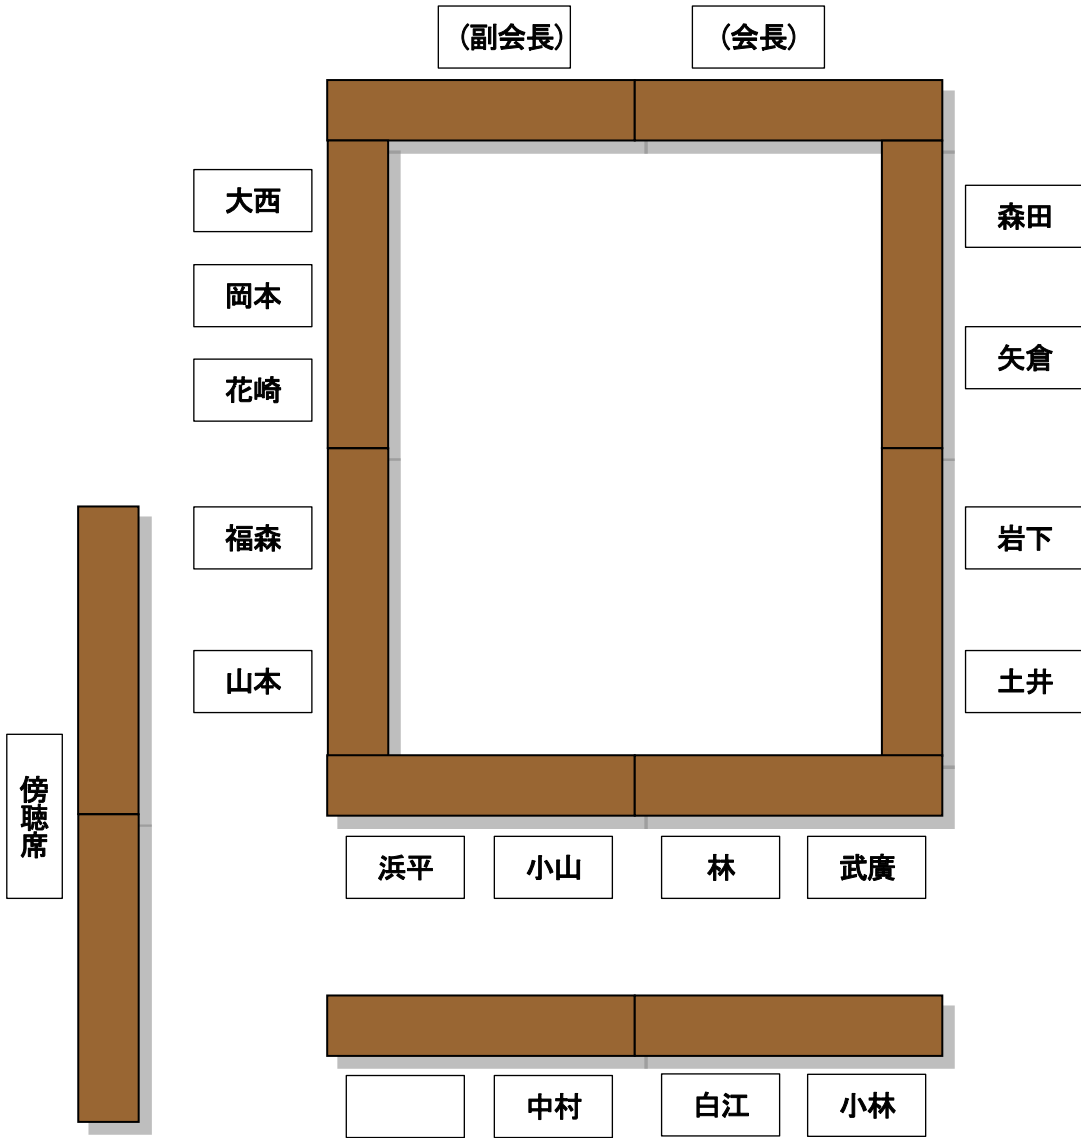 （副会長）
（会長）
大西
森田
岡本
矢倉
花崎
福森
岩下
山本
土井
傍聴席
浜平
小山
林
武廣
中村
白江
小林